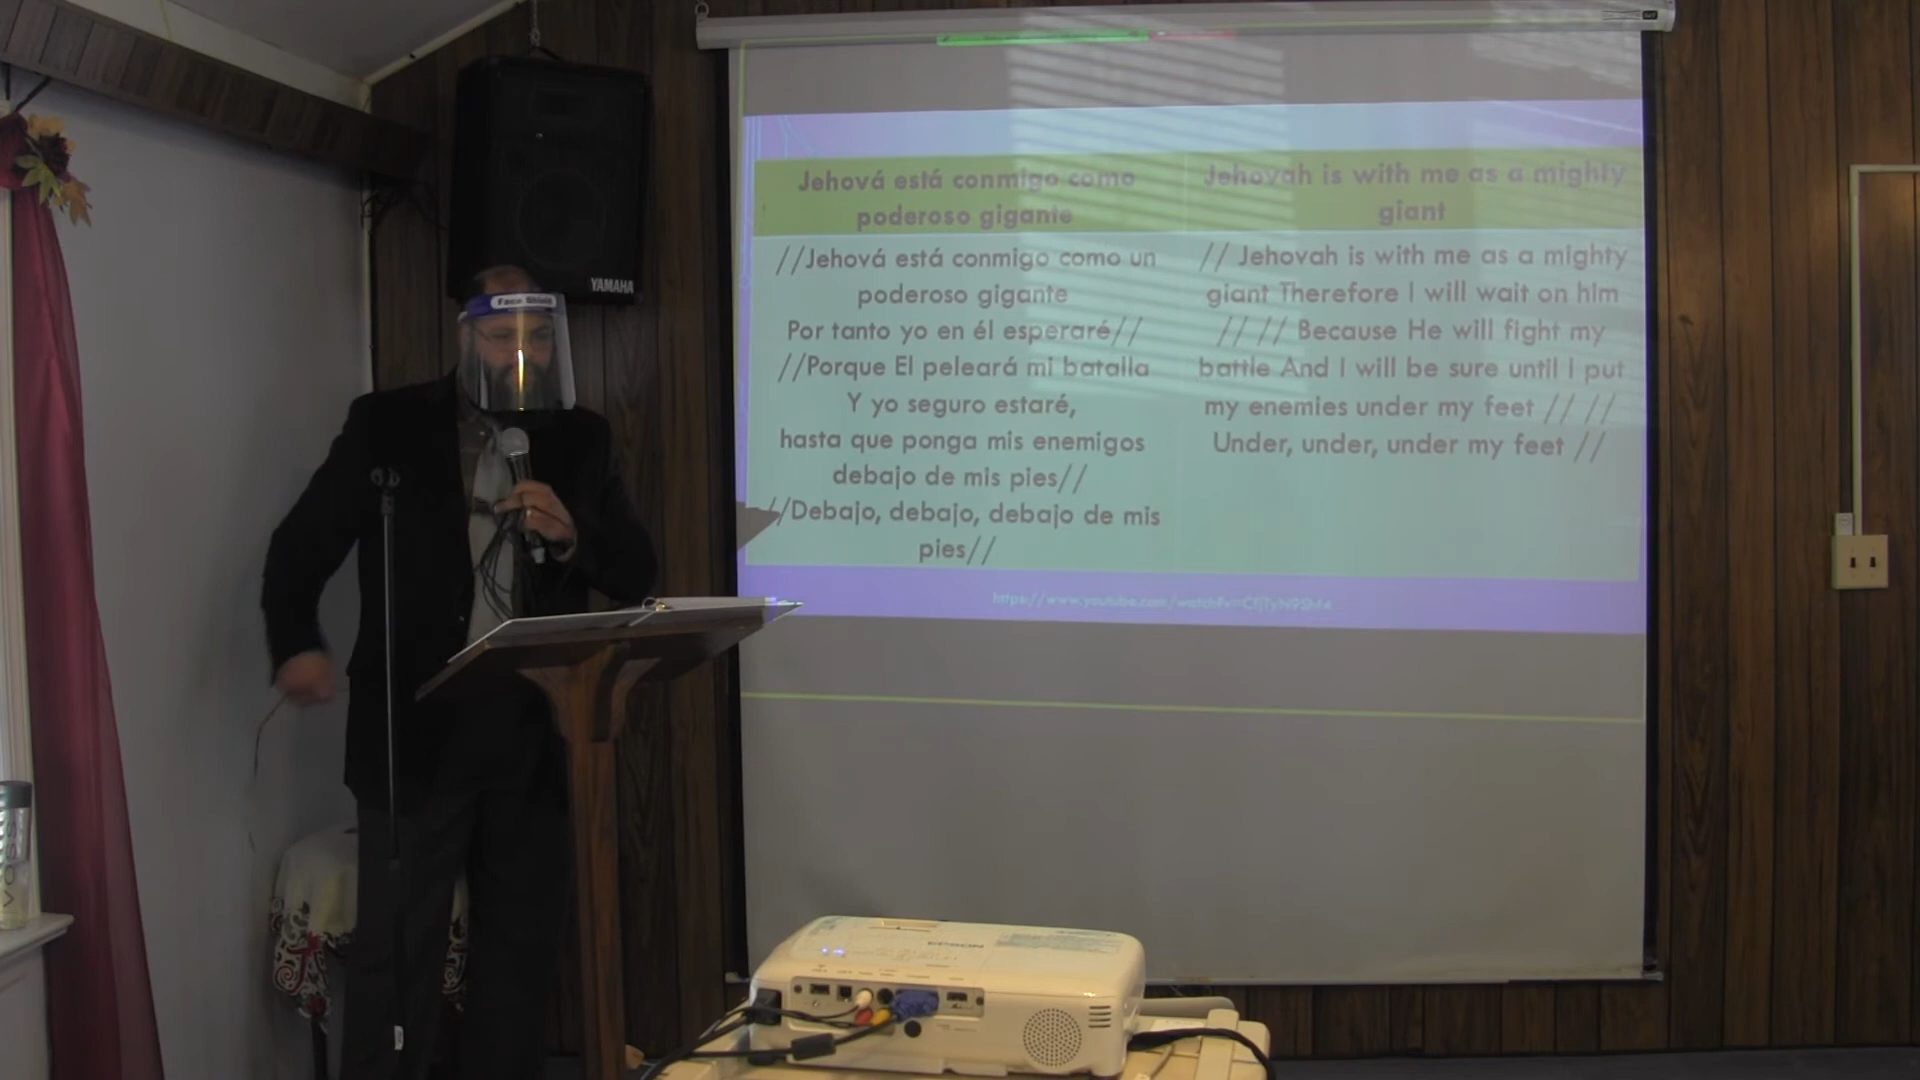 Jehová está conmigo como
poderoso gigante
//Jehová está conmigo como un
poderoso gigante
Por tanto yo en él esperaré//
//Porque El peleará mi batalla
Y yo seguro estaré,
hasta que ponga mis enemigos
debajo de mis pies//
//Debajo, debajo, debajo de mis
pies//
Jehovah is with me as a mighty
giant
// Jehovah is with me as a mighty
giant Therefore I will wait on him
// // Because He will fight my
battle And I will be sure until I put
my enemies under my feet // //
Under, under, under my feet //
YAMAHA
Face Shield
VOSS
EPSON